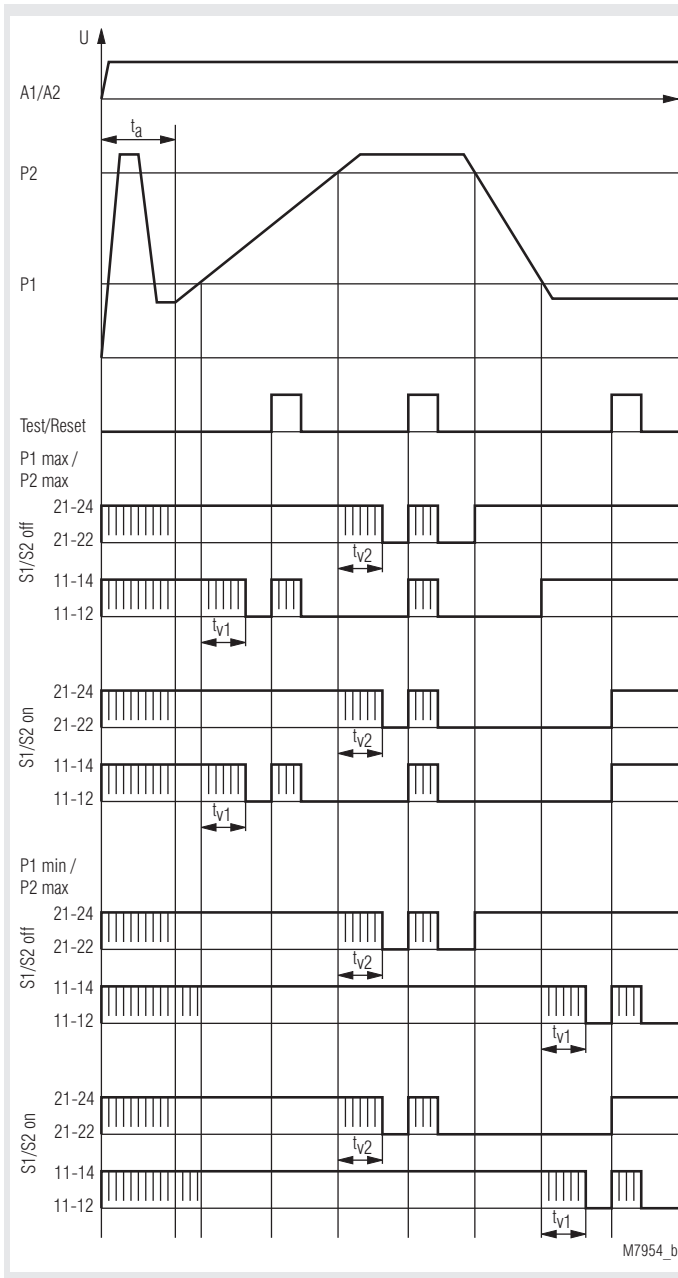 U
A1/A2
ta
P2
P1
Test/Reset
P1 max /
P2 max
S1/S2 off
21-24
21-22
tv2
11-14
11-12
tv1
S1/S2 on
21-24
21-22
tv2
11-14
11-12
tv1
P1 min /
P2 max
S1/S2 off
21-24
21-22
tv2
11-14
11-12
tv1
S1/S2 on
21-24
21-22
tv2
11-14
11-12
tv1
M7954_b